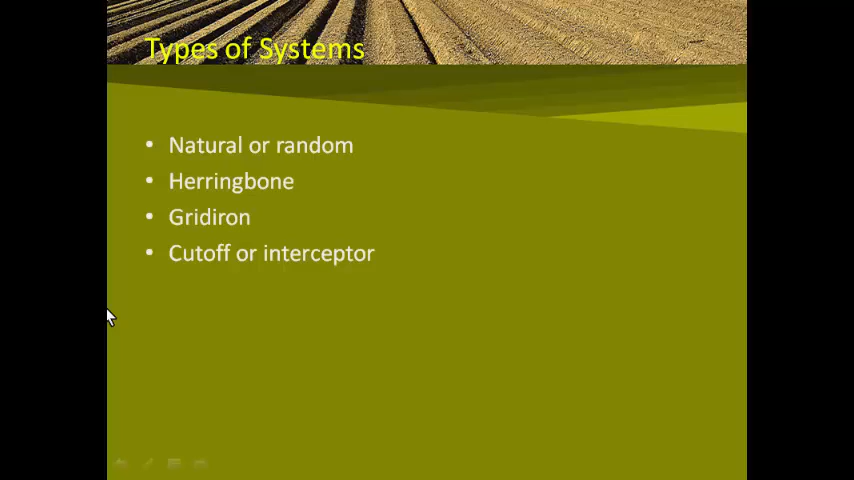 Types of Systems
• Natural or random
• Herringbone
• Gridiron
• Cutoff or interceptor